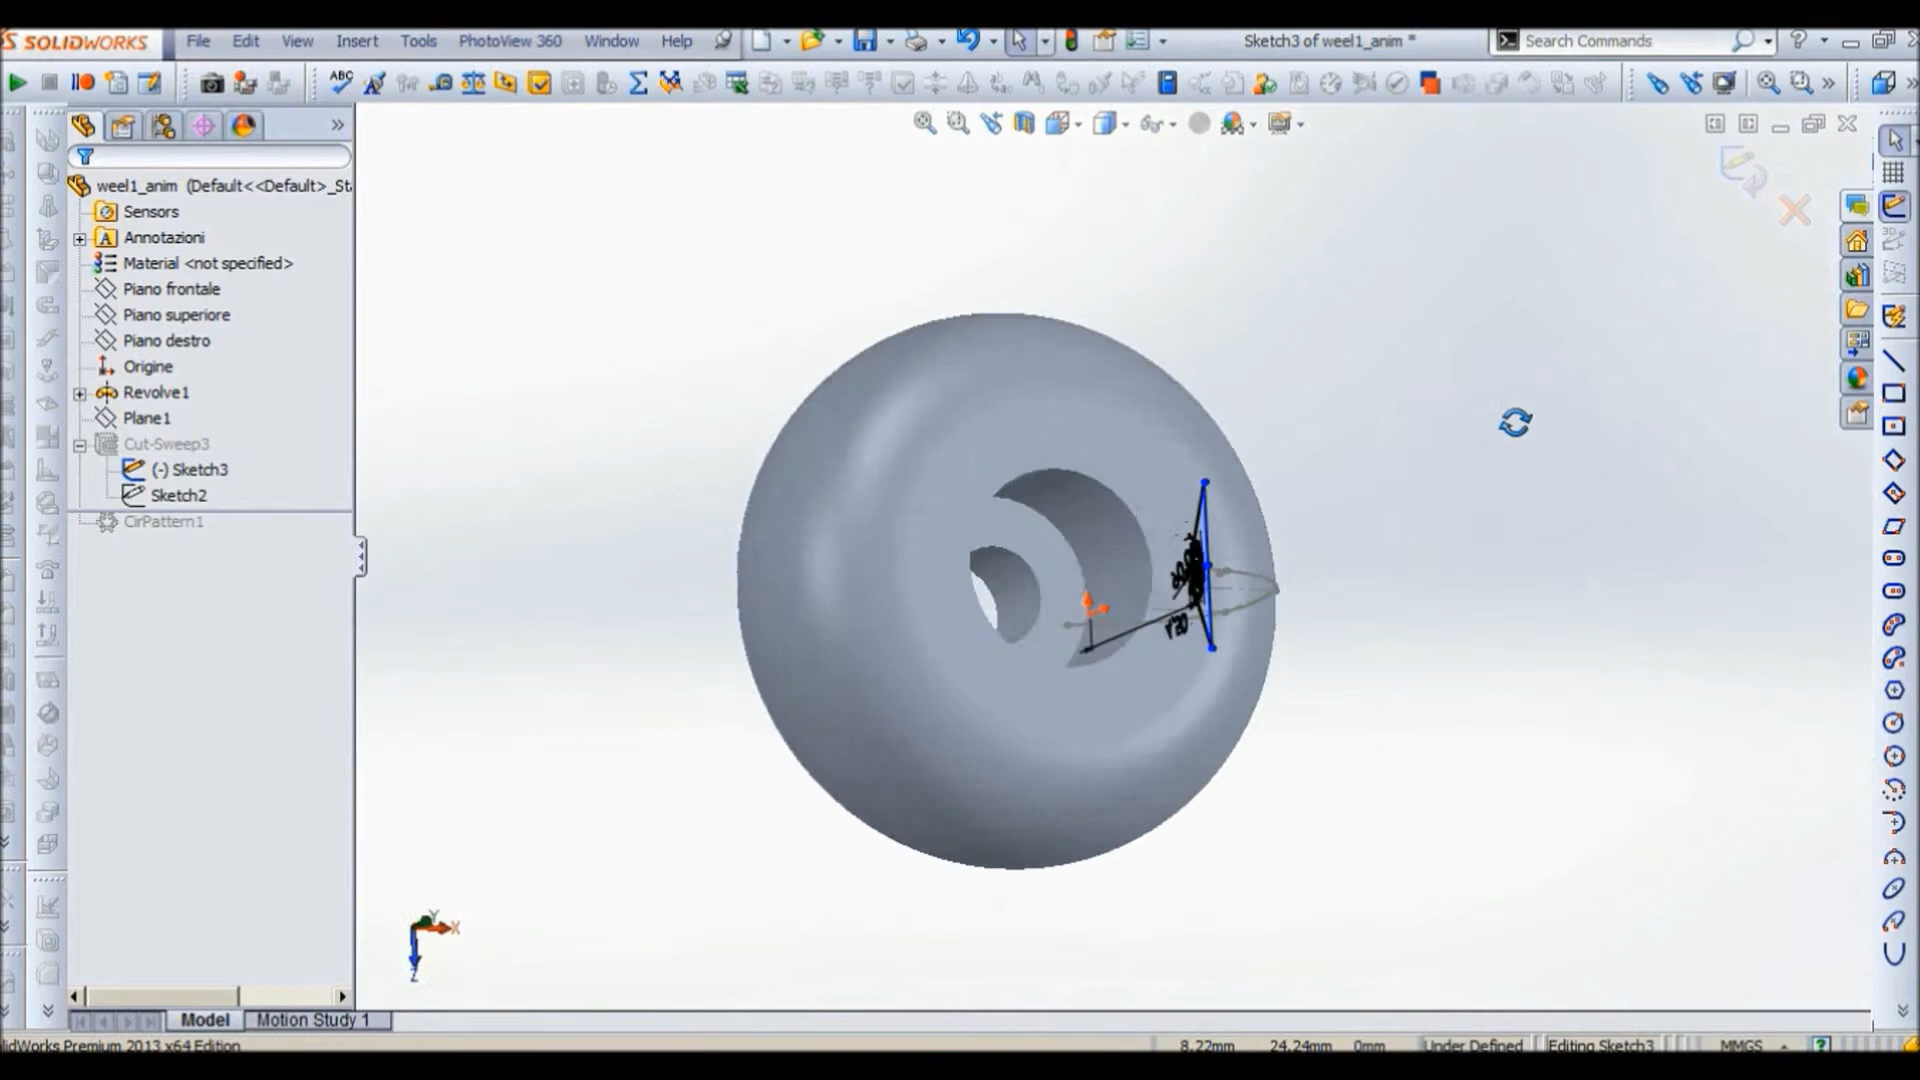 SOLIDWORKS File Edit View Insert Tools PhotoView 360 Window Help Sketch3 of weel1_anim * Search Commands ?
ABC
weel1_anim (Default<<Default>_St
Sensors
A Annotazioni
Material <not specified>
Piano frontale
Piano superiore
Piano destro
Origine
Revolve1
Plane1
Cut-Sweep3
(-) Sketch3
Sketch2
CirPattern1
3D
Y
X
Z
Model Motion Study 1
lidWorks Premium 2013 x64 Edition 8.22mm 24.24mm 0mm Under Defined Editing Sketch3 MMGS ?